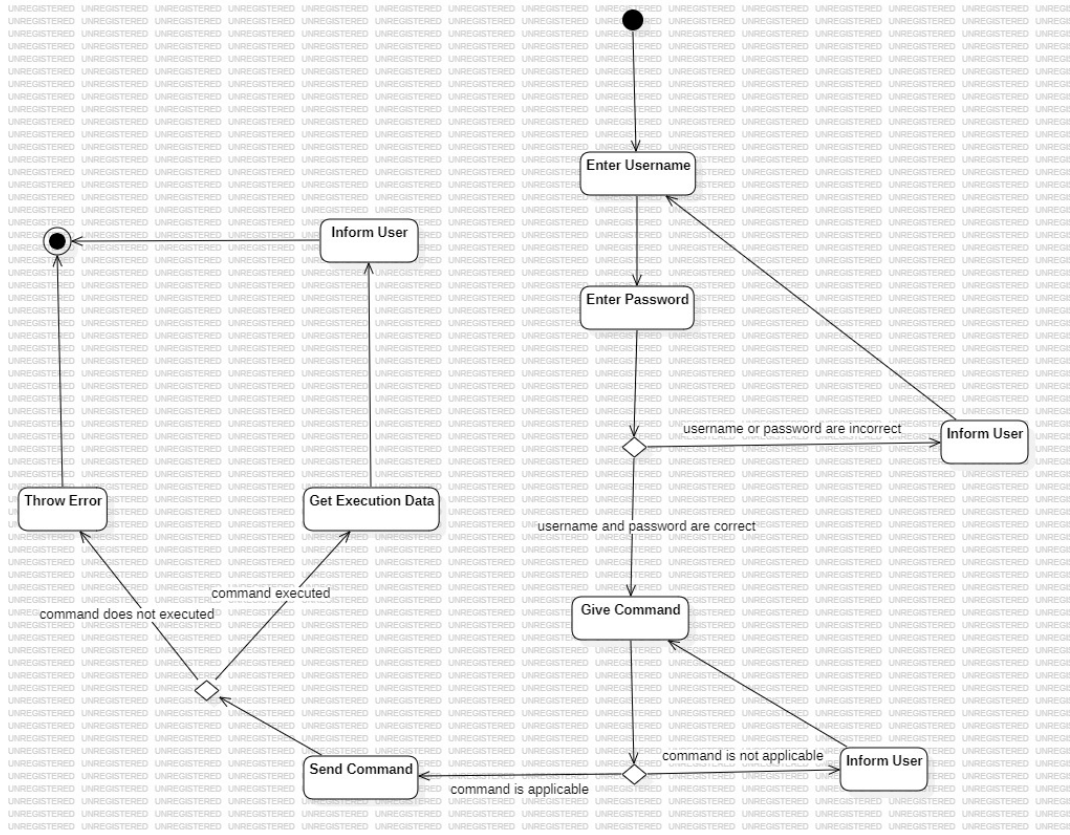 Enter Username
Inform User
Enter Password
username or password are incorrect
Inform User
Throw Error
Get Execution Data
username and password are correct
command executed
command does not executed
Give Command
command is not applicable
Inform User
Send Command
command is applicable
UNREGISTERED